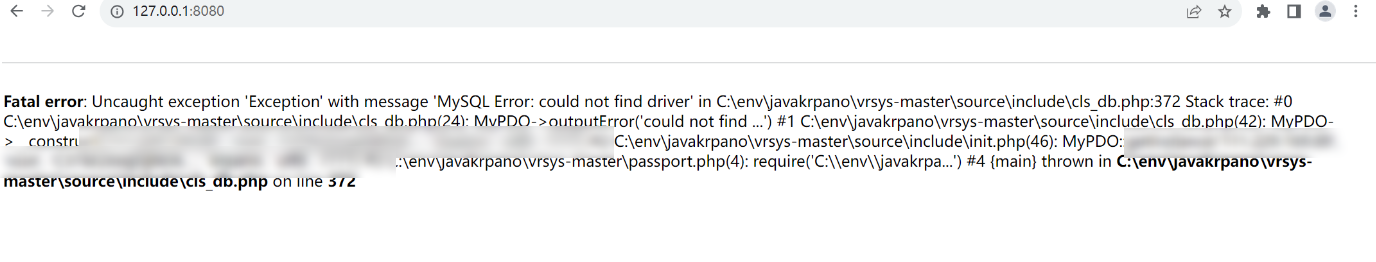 127.0.0.1:8080
Fatal error: Uncaught exception 'Exception' with message 'MySQL Error: could not find driver' in C:\env\javakrpano\vrsys-master\source\include\cls_db.php:372 Stack trace: #0
C:\env\javakrpano\vrsys-master\source\include\cls_db.php(24): MyPDO->outputError('could not find ...') #1 C:\env\javakrpano\vrsys-master\source\include\cls_db.php(42): MyPDO-
>__constru C:\env\javakrpano\vrsys-master\source\include\init.php(46): MyPDO:
.:\env\javakrpano\vrsys-master\passport.php(4): require('C:\\env\\javakrpa...') #4 {main} thrown in C:\env\javakrpano\vrsys-
master\source\include\cls_db.php on line 372